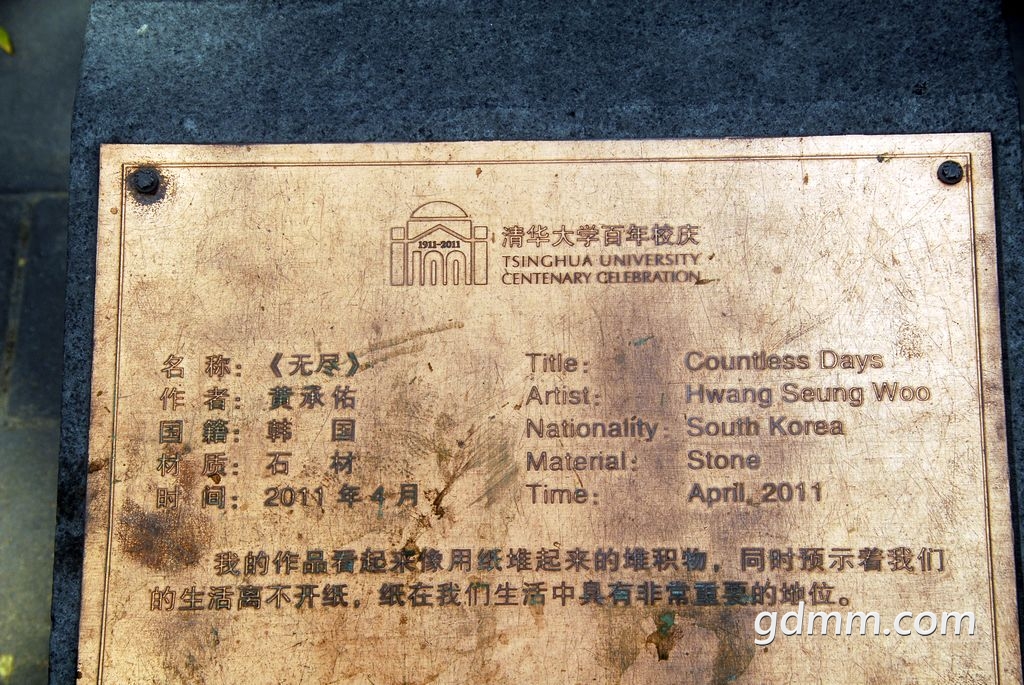 1911-2011
清华大学百年校庆
TSINGHUA UNIVERSITY
CENTENARY CELEBRATION
名 称：《无尽》
作 者：黄承佑
国 籍：韩 国
材 质：石 材
时 间：2011 年 4 月
Title: Countless Days
Artist: Hwang Seung Woo
Nationality: South Korea
Material: Stone
Time: April, 2011
我的作品看起来像用纸堆起来的堆积物，同时预示着我们
的生活离不开纸，纸在我们生活中具有非常重要的地位。
gdmm.com